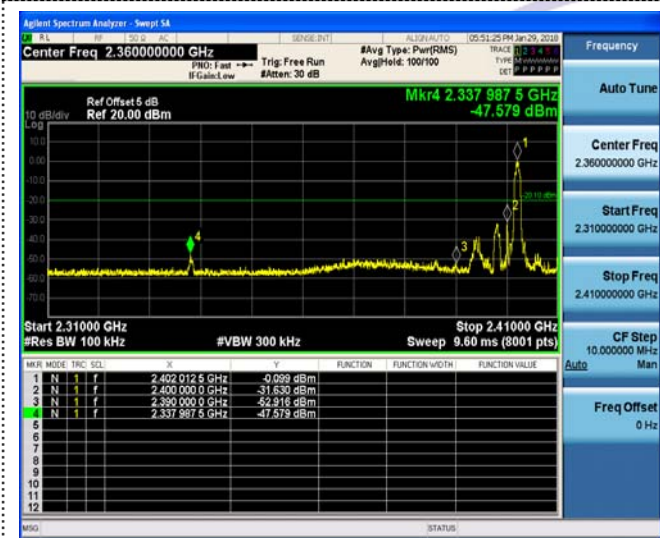 Agilent Spectrum Analyzer - Swept SA
RL RF 50 Ω AC SENSE:INT ALIGN AUTO 05:51:25 PM Jan 29, 2018
Center Freq 2.360000000 GHz
#Avg Type: Pwr(RMS)
TRACE 1 2 3 4 5 6
PNO: Fast Trig: Free Run Avg|Hold: 100/100
TYPE
IFGain:Low #Atten: 30 dB
DET P P P P P P
Ref Offset 5 dB
10 dB/div Ref 20.00 dBm
Log
Mkr4 2.337 987 5 GHz
-47.579 dBm
10.0
0.00
-10.0
-20.0
-30.0
-40.0
-50.0
-60.0
-70.0
1
2
3
4
-20.10 dBm
Start 2.31000 GHz Stop 2.41000 GHz
#Res BW 100 kHz #VBW 300 kHz Sweep 9.60 ms (8001 pts)
MKR MODE TRC SCL X Y FUNCTION FUNCTION WIDTH FUNCTION VALUE
1 N 1 f 2.402 012 5 GHz -0.099 dBm
2 N 1 f 2.400 000 0 GHz -31.630 dBm
3 N 1 f 2.390 000 0 GHz -52.916 dBm
4 N 1 f 2.337 987 5 GHz -47.579 dBm
5
6
7
8
9
10
11
12
MSG STATUS
Frequency
Auto Tune
Center Freq
2.360000000 GHz
Start Freq
2.310000000 GHz
Stop Freq
2.410000000 GHz
CF Step
10.000000 MHz
Auto Man
Freq Offset
0 Hz